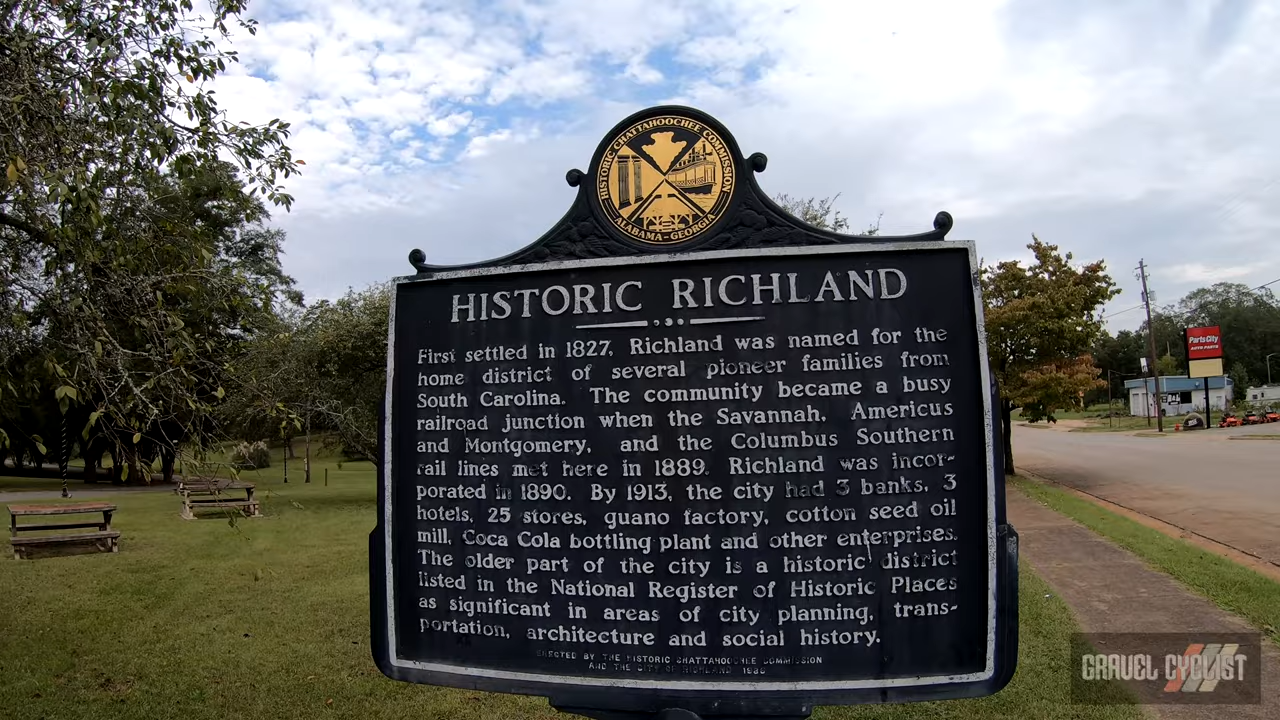 HISTORIC CHATTAHOOCHEE COMMISSION
ALABAMA - GEORGIA
HISTORIC RICHLAND
First settled in 1827, Richland was named for the
home district of several pioneer families from
South Carolina. The community became a busy
railroad junction when the Savannah, Americus
and Montgomery, and the Columbus Southern
rail lines met here in 1889. Richland was incor-
porated in 1890. By 1913, the city had 3 banks, 3
hotels, 25 stores, guano factory, cotton seed oil
mill, Coca Cola bottling plant and other enterprises.
The older part of the city is a historic district
listed in the National Register of Historic Places
as significant in areas of city planning, trans-
portation, architecture and social history.
ERECTED BY THE HISTORIC CHATTAHOOCHEE COMMISSION
AND THE CITY OF RICHLAND
PartsCity
AUTO PARTS
GRAVEL CYCLIST